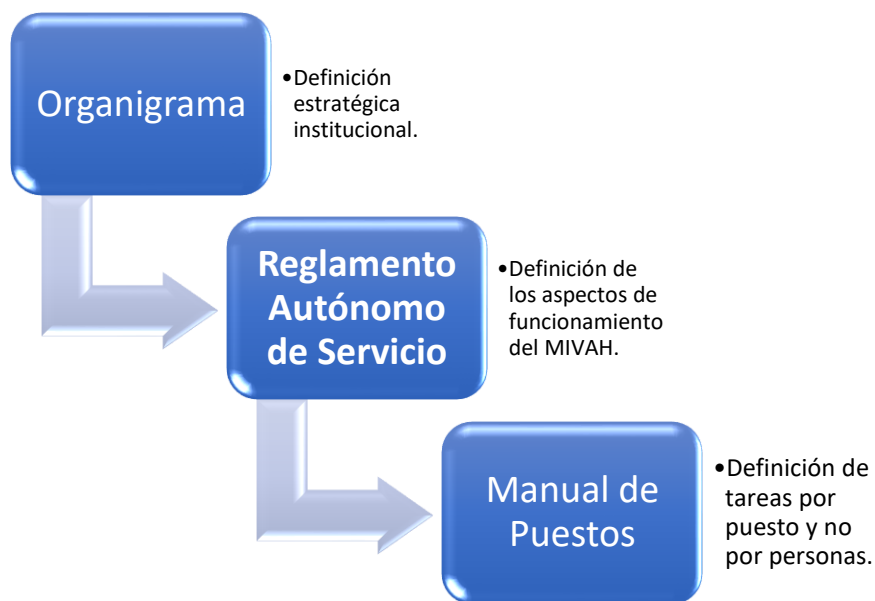 Organigrama
•Definición
estratégica
institucional.
Reglamento
Autónomo
de Servicio
•Definición de
los aspectos de
funcionamiento
del MIVAH.
Manual de
Puestos
•Definición de
tareas por
puesto y no
por personas.